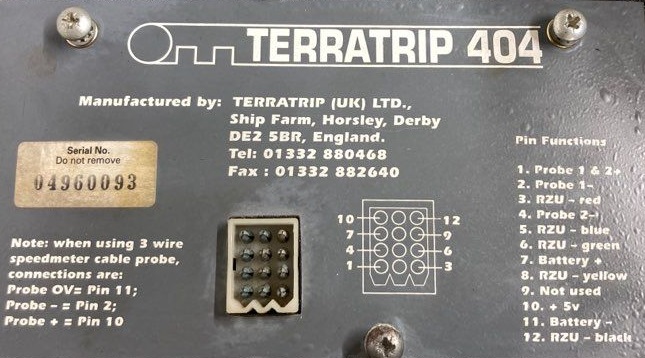 TERRATRIP 404
Manufactured by: TERRATRIP (UK) LTD.,
Ship Farm, Horsley, Derby
DE2 5BR, England.
Tel: 01332 880468
Fax : 01332 882640
Serial No.
Do not remove
04960093
Note: when using 3 wire
speedmeter cable probe,
connections are:
Probe OV= Pin 11;
Probe - = Pin 2;
Probe + = Pin 10
10 12
7 9
4 6
1 3
Pin Functions
1. Probe 1 & 2+
2. Probe 1-
3. RZU - red
4. Probe 2-
5. RZU - blue
6. RZU - green
7. Battery +
8. RZU - yellow
9. Not used
10. + 5v
11. Battery -
12. RZU - black